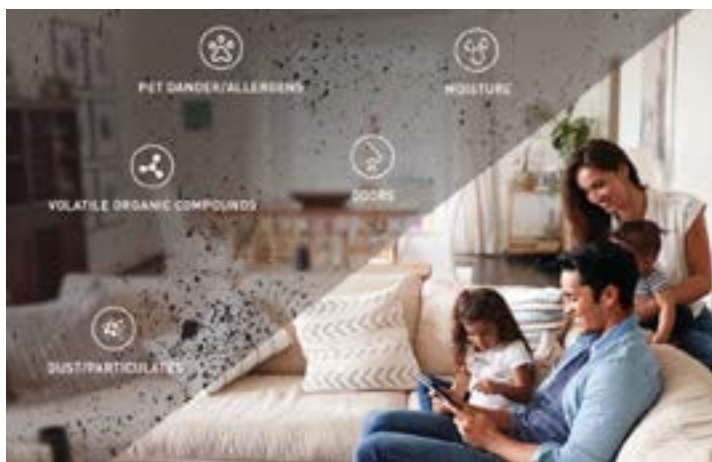 PET DANDER/ALLERGENS
MOISTURE
VOLATILE ORGANIC COMPOUNDS
ODORS
DUST/PARTICULATES